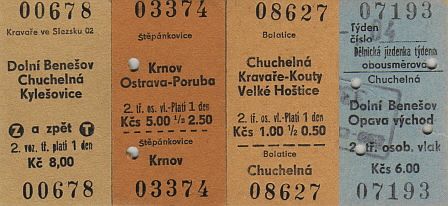 00678
Kravaře ve Slezsku 02
Dolní Benešov
Chuchelná
Kylešovice
Z a zpět T
2. voz. tř. platí 1 den
Kč 8,00
00678
03374
Štěpánkovice
Krnov
Ostrava-Poruba
2. tř. os. vl.-Platí 1 den
Kčs 5.00 1/2 2.50
Štěpánkovice
Krnov
03374
08627
Bolatice
Chuchelná
Kravaře-Kouty
Velké Hoštice
2. tř. os. vl.-Platí 1 den
Kčs 1.00 1/2 0.50
Bolatice
Chuchelná
08627
07193
Týden
číslo
Dělnická jízdenka týdenní
obousměrová
Chuchelná
Dolní Benešov
Opava východ
2. tř. osob. vlak
Kčs 6.00
07193